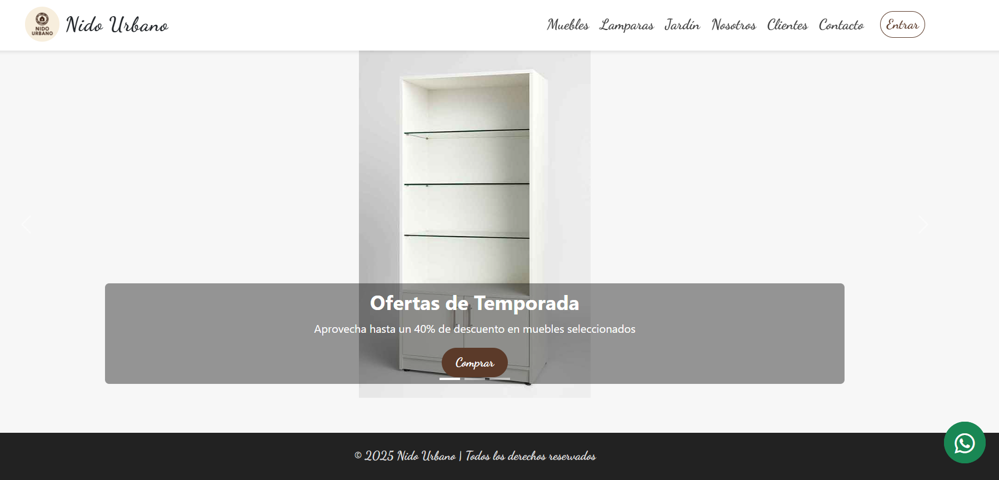 NIDO
URBANO
Nido Urbano
Muebles Lamparas Jardín Nosotros Clientes Contacto Entrar
Ofertas de Temporada
Aprovecha hasta un 40% de descuento en muebles seleccionados
Comprar
© 2025 Nido Urbano | Todos los derechos reservados